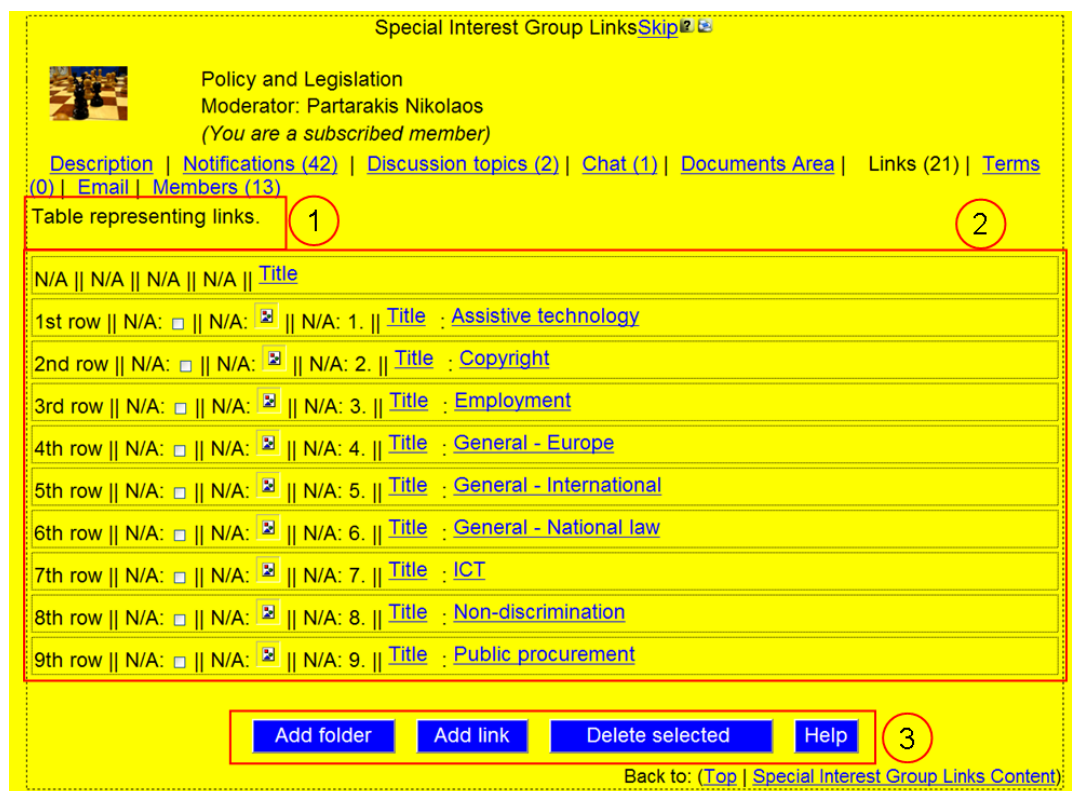 Special Interest Group LinksSkip
Policy and Legislation
Moderator: Partarakis Nikolaos
(You are a subscribed member)
Description | Notifications (42) | Discussion topics (2) | Chat (1) | Documents Area | Links (21) | Terms
(0) | Email | Members (13)
Table representing links.
1
2
N/A || N/A || N/A || N/A || Title
1st row || N/A: || N/A: || N/A: 1. || Title : Assistive technology
2nd row || N/A: || N/A: || N/A: 2. || Title : Copyright
3rd row || N/A: || N/A: || N/A: 3. || Title : Employment
4th row || N/A: || N/A: || N/A: 4. || Title : General - Europe
5th row || N/A: || N/A: || N/A: 5. || Title : General - International
6th row || N/A: || N/A: || N/A: 6. || Title : General - National law
7th row || N/A: || N/A: || N/A: 7. || Title : ICT
8th row || N/A: || N/A: || N/A: 8. || Title : Non-discrimination
9th row || N/A: || N/A: || N/A: 9. || Title : Public procurement
Add folder Add link Delete selected Help 3
Back to: (Top | Special Interest Group Links Content)